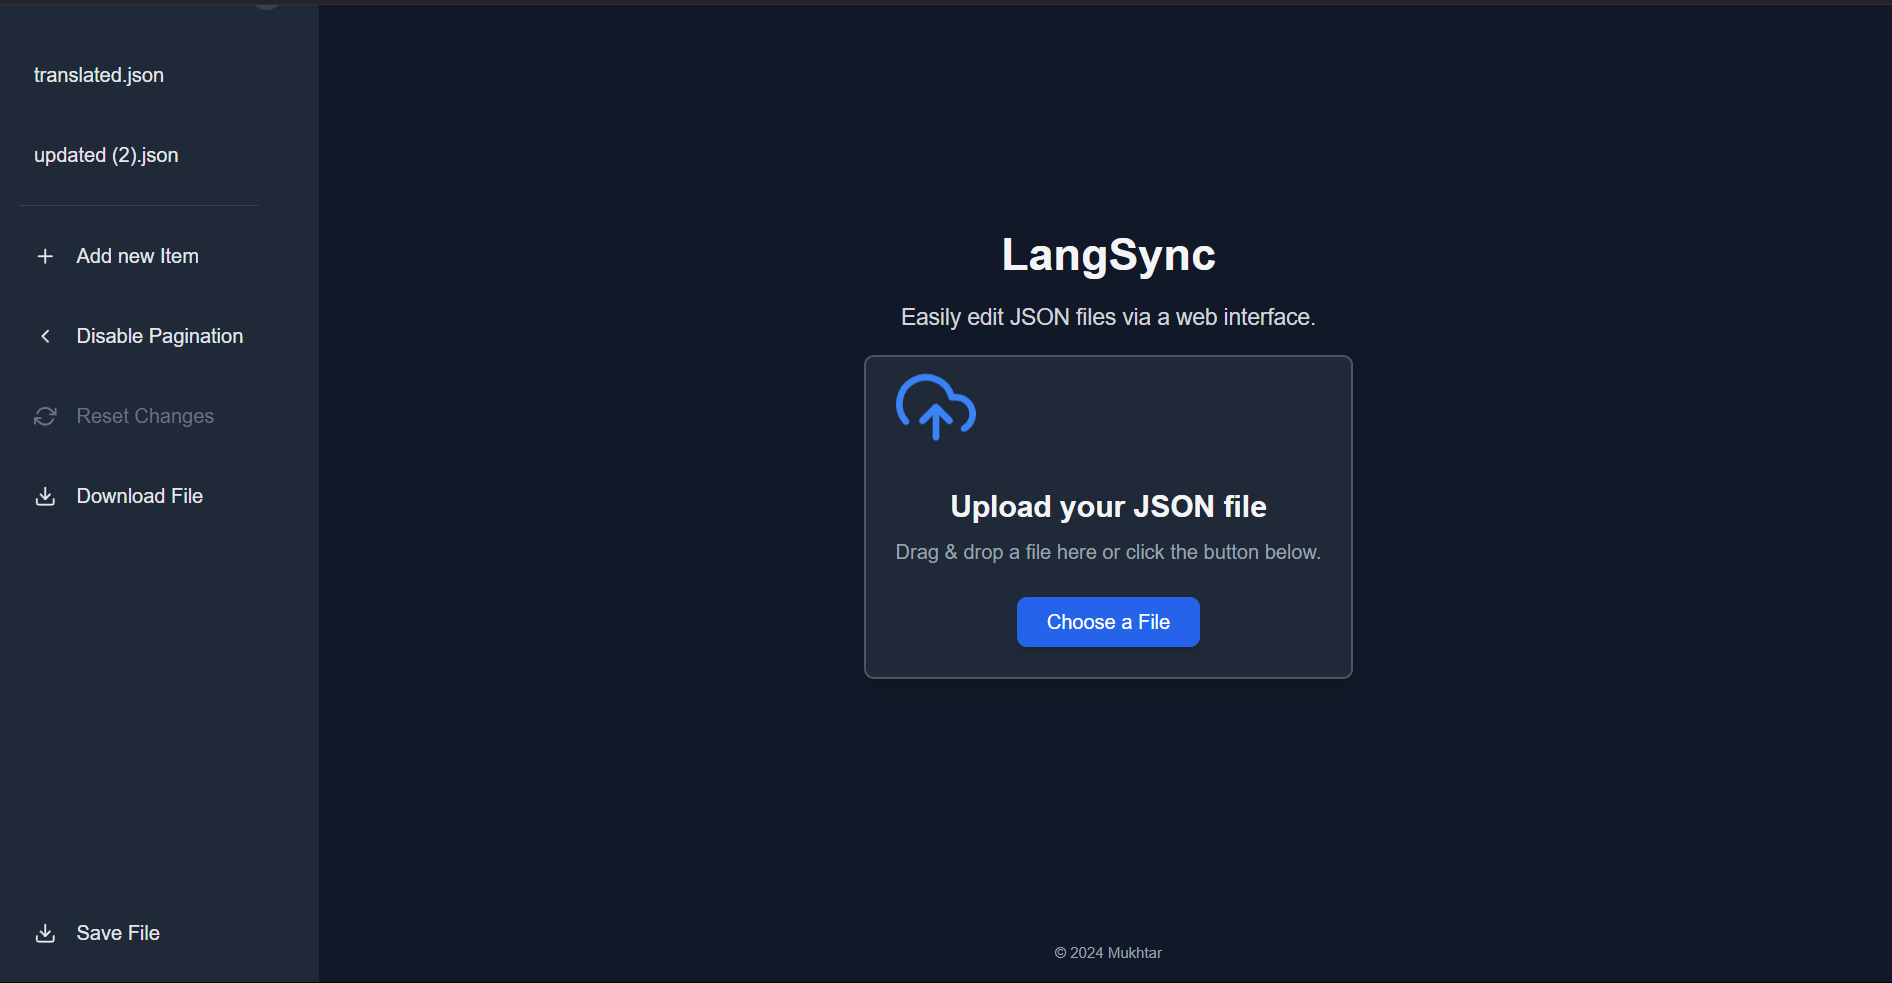 translated.json
updated (2).json
Add new Item
Disable Pagination
Reset Changes
Download File
Save File
LangSync
Easily edit JSON files via a web interface.
Upload your JSON file
Drag & drop a file here or click the button below.
Choose a File
© 2024 Mukhtar